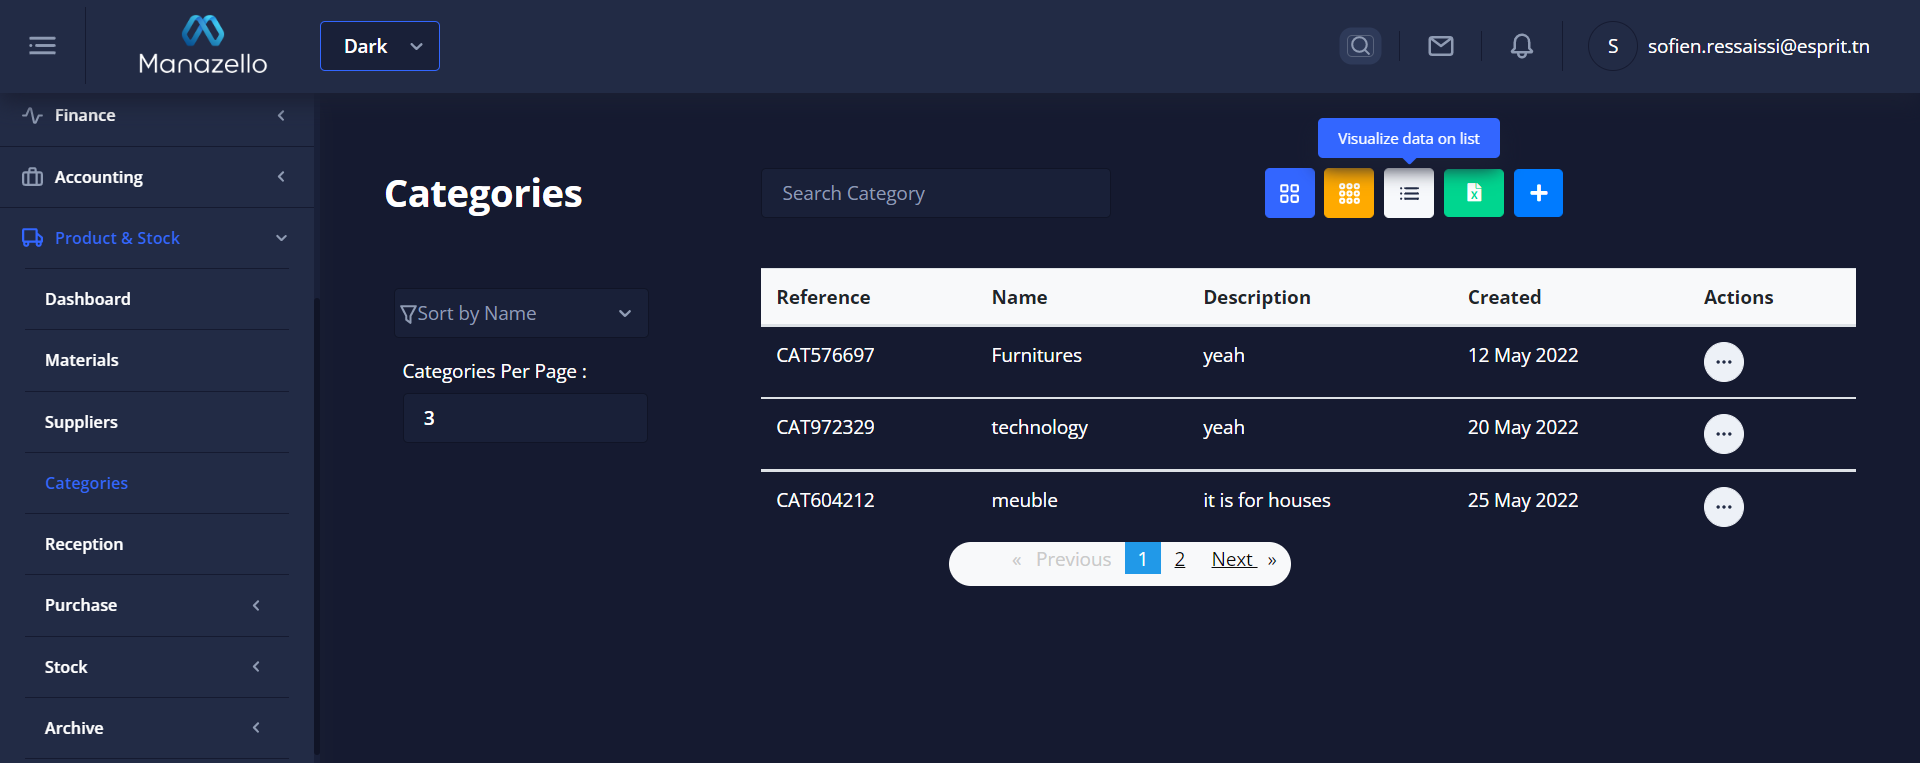 Manazello
Dark
S
sofien.ressaissi@esprit.tn
Finance
Accounting
Product & Stock
Dashboard
Materials
Suppliers
Categories
Reception
Purchase
Stock
Archive
Visualize data on list
Categories
Search Category
Sort by Name
Categories Per Page :
3
Reference Name Description Created Actions
CAT576697 Furnitures yeah 12 May 2022
CAT972329 technology yeah 20 May 2022
CAT604212 meuble it is for houses 25 May 2022
« Previous 1 2 Next »